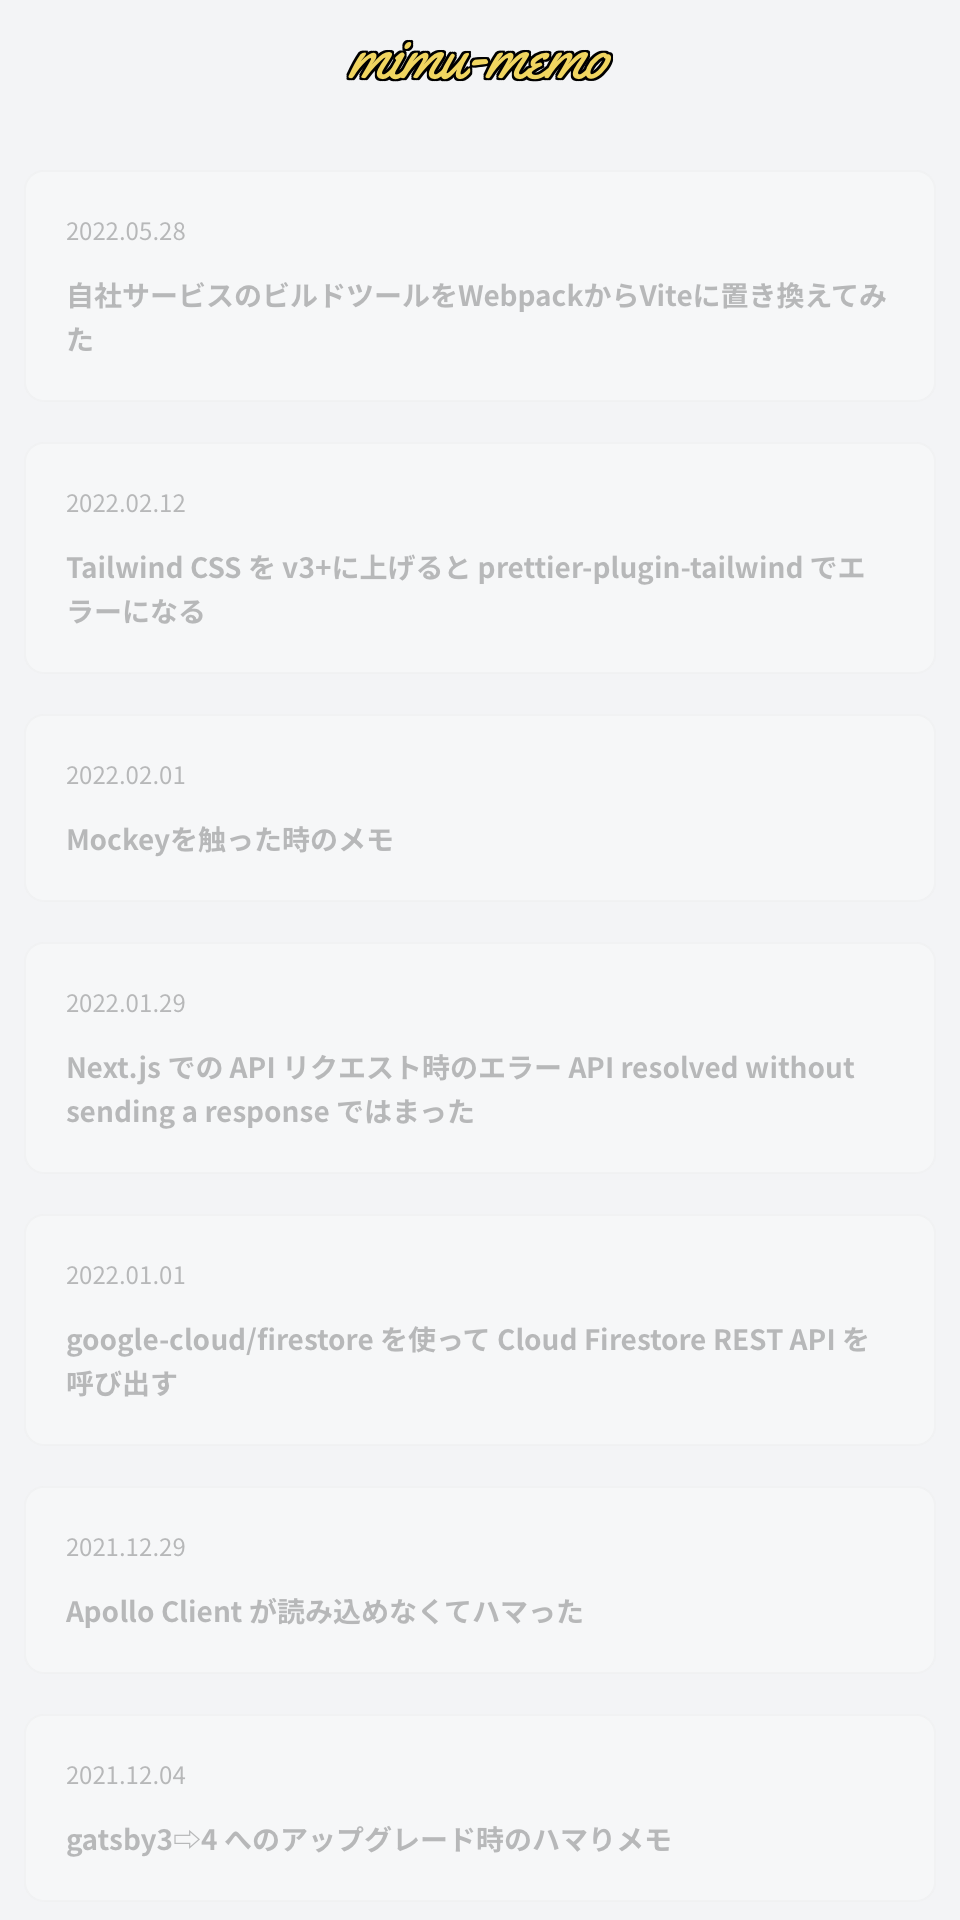 mimu-memo
2022.05.28
自社サービスのビルドツールをWebpackからViteに置き換えてみ
た
2022.02.12
Tailwind CSS を v3+に上げると prettier-plugin-tailwind でエ
ラーになる
2022.02.01
Mockeyを触った時のメモ
2022.01.29
Next.js での API リクエスト時のエラー API resolved without
sending a response ではまった
2022.01.01
google-cloud/firestore を使って Cloud Firestore REST API を
呼び出す
2021.12.29
Apollo Client が読み込めなくてハマった
2021.12.04
gatsby3⇨4 へのアップグレード時のハマりメモ